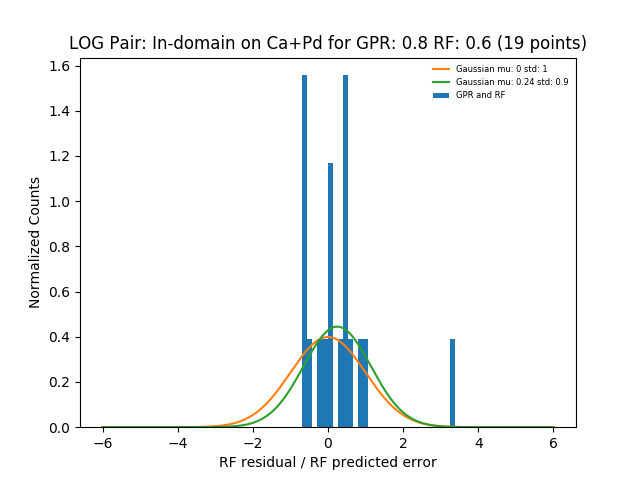 LOG Pair: In-domain on Ca+Pd for GPR: 0.8 RF: 0.6 (19 points)
Gaussian mu: 0 std: 1
Gaussian mu: 0.24 std: 0.9
GPR and RF
Normalized Counts
1.6
1.4
1.2
1.0
0.8
0.6
0.4
0.2
0.0
−6 −4 −2 0 2 4 6
RF residual / RF predicted error